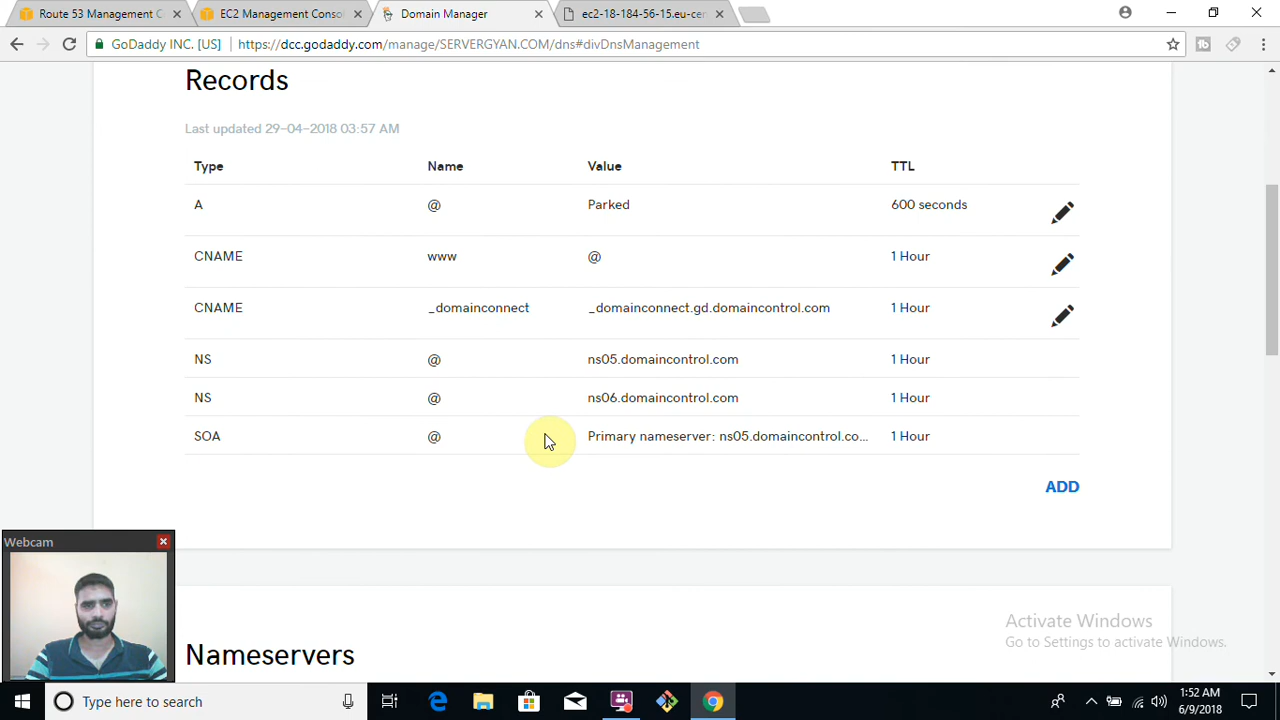 Route 53 Management C
EC2 Management Consol
Domain Manager
ec2-18-184-56-15.eu-cen
GoDaddy INC. [US]
https://dcc.godaddy.com/manage/SERVERGYAN.COM/dns#divDnsManagement
Records
Last updated 29-04-2018 03:57 AM
Type Name Value TTL
A @ Parked 600 seconds
CNAME www @ 1 Hour
CNAME _domainconnect _domainconnect.gd.domaincontrol.com 1 Hour
NS @ ns05.domaincontrol.com 1 Hour
NS @ ns06.domaincontrol.com 1 Hour
SOA @ Primary nameserver: ns05.domaincontrol.co... 1 Hour
ADD
Webcam
Nameservers
Activate Windows
Go to Settings to activate Windows.
Type here to search
1:52 AM
6/9/2018